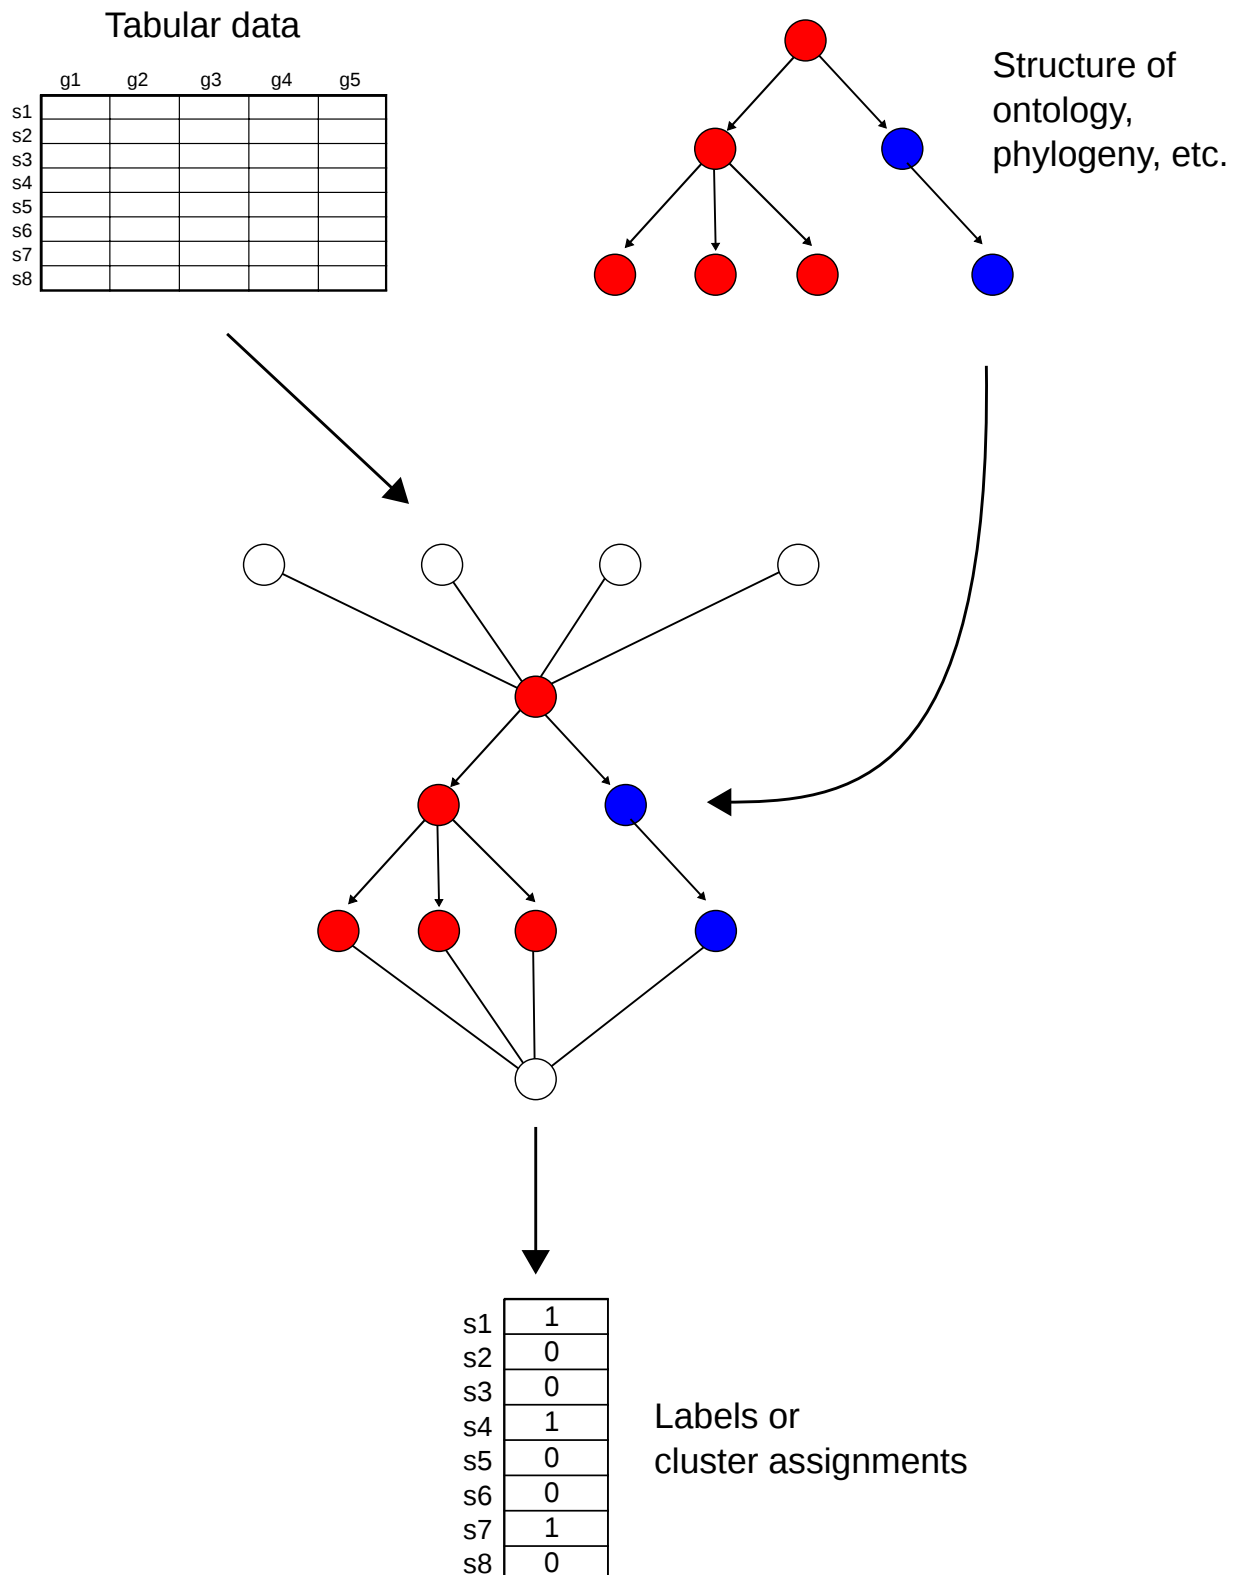 Tabular data
g1 g2 g3 g4 g5
s1
s2
s3
s4
s5
s6
s7
s8
Structure of
ontology,
phylogeny, etc.
s1 1
s2 0
s3 0
s4 1
s5 0
s6 0
s7 1
s8 0
Labels or
cluster assignments